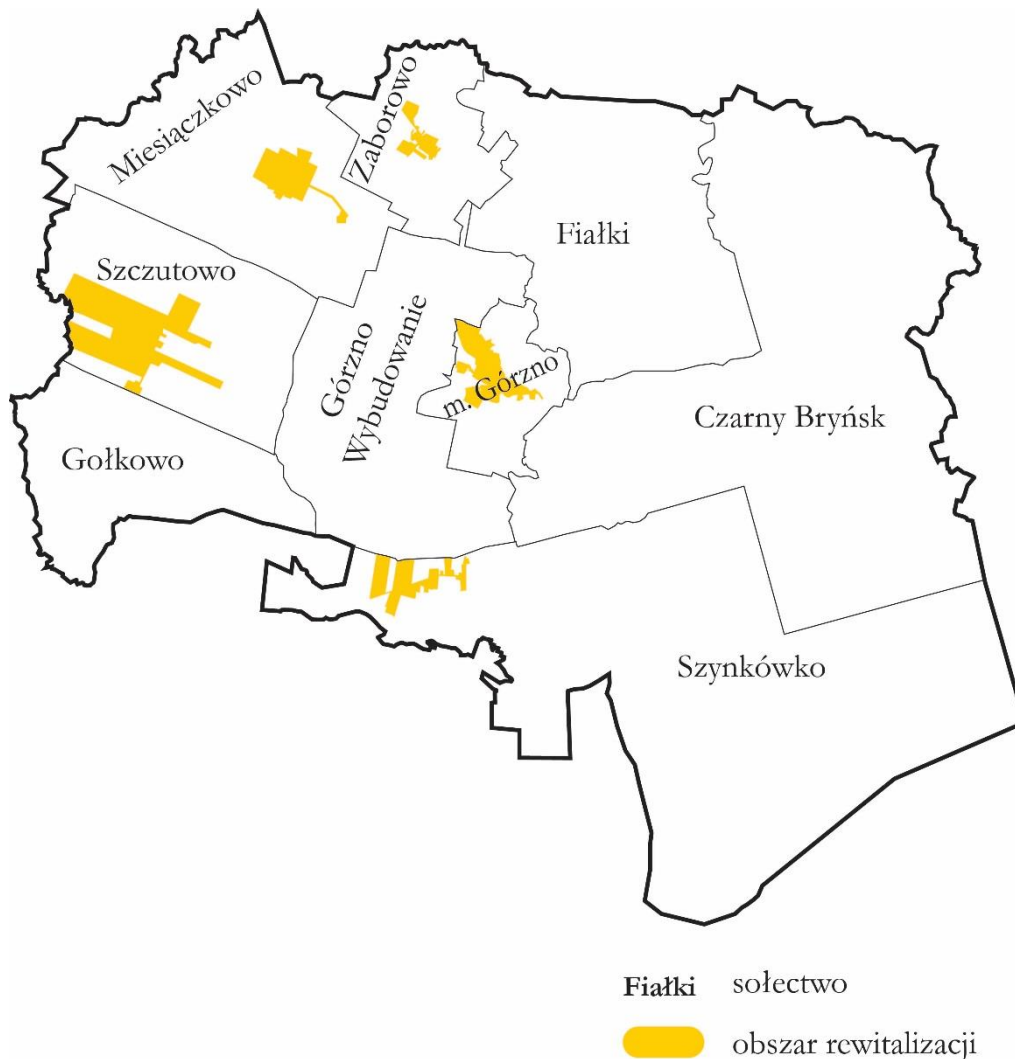 Zaborowo
Miesiączkowo
Fiałki
Szczutowo
Górzno
Wybudowanie
m. Górzno
Czarny Bryńsk
Gołkowo
Szynkówko
Fiałki sołectwo
obszar rewitalizacji